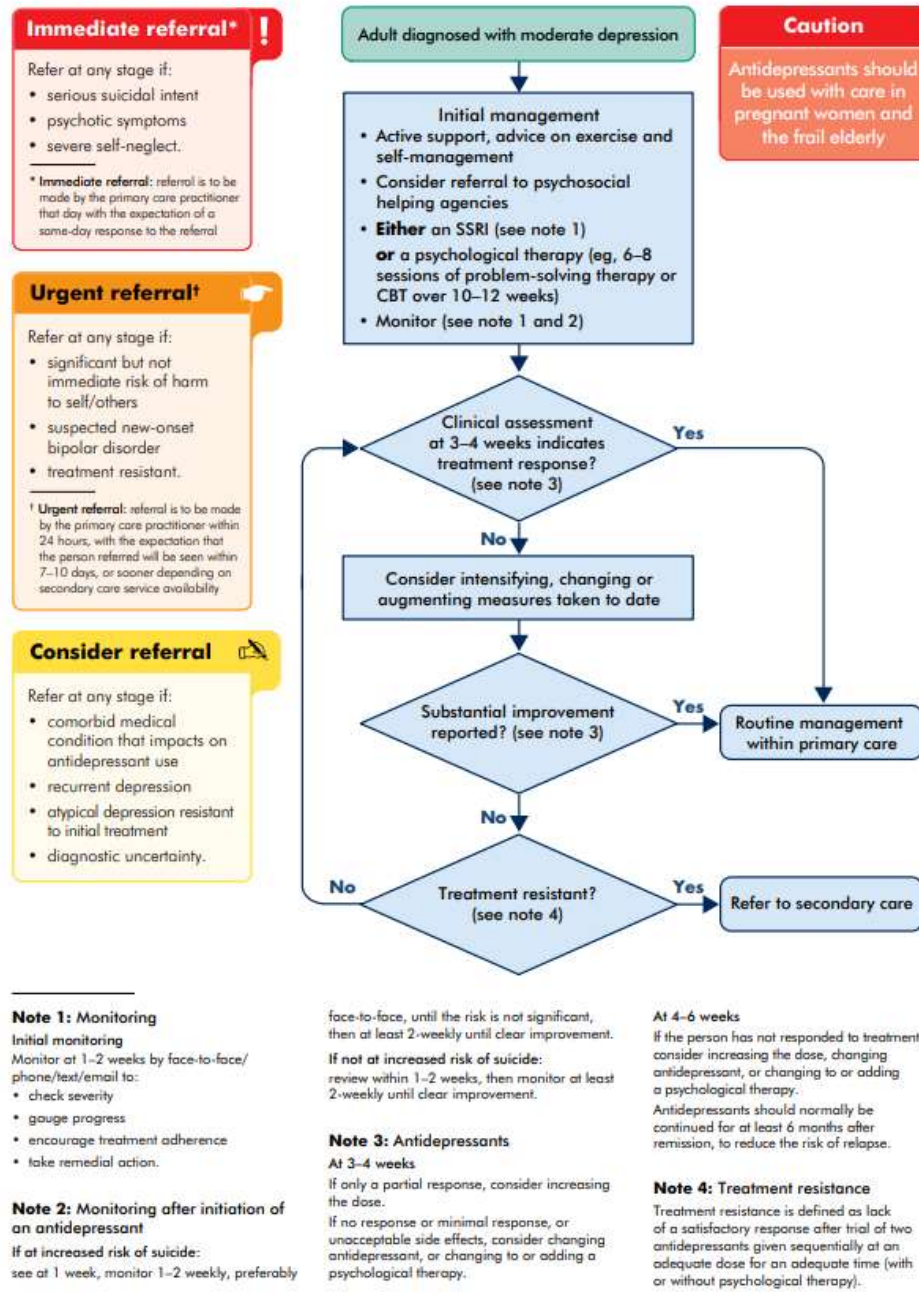 Immediate referral* !
Refer at any stage if:
• serious suicidal intent
• psychotic symptoms
• severe self-neglect.
* Immediate referral: referral is to be
made by the primary care practitioner
that day with the expectation of a
same-day response to the referral
Urgent referral†
Refer at any stage if:
• significant but not
immediate risk of harm
to self/others
• suspected new-onset
bipolar disorder
• treatment resistant.
† Urgent referral: referral is to be made
by the primary care practitioner within
24 hours, with the expectation that
the person referred will be seen within
7–10 days, or sooner depending on
secondary care service availability
Consider referral
Refer at any stage if:
• comorbid medical
condition that impacts on
antidepressant use
• recurrent depression
• atypical depression resistant
to initial treatment
• diagnostic uncertainty.
Adult diagnosed with moderate depression
Initial management
• Active support, advice on exercise and
self-management
• Consider referral to psychosocial
helping agencies
• Either an SSRI (see note 1)
or a psychological therapy (eg, 6–8
sessions of problem-solving therapy or
CBT over 10–12 weeks)
• Monitor (see note 1 and 2)
Clinical assessment
at 3–4 weeks indicates
treatment response?
(see note 3)
Yes
No
Consider intensifying, changing or
augmenting measures taken to date
Substantial improvement
reported? (see note 3)
Yes
Routine management
within primary care
No
Treatment resistant?
(see note 4)
No
Yes
Refer to secondary care
Caution
Antidepressants should
be used with care in
pregnant women and
the frail elderly
Note 1: Monitoring
Initial monitoring
Monitor at 1–2 weeks by face-to-face/
phone/text/email to:
• check severity
• gauge progress
• encourage treatment adherence
• take remedial action.
Note 2: Monitoring after initiation of
an antidepressant
If at increased risk of suicide:
see at 1 week, monitor 1–2 weekly, preferably
face-to-face, until the risk is not significant,
then at least 2-weekly until clear improvement.
If not at increased risk of suicide:
review within 1–2 weeks, then monitor at least
2-weekly until clear improvement.
Note 3: Antidepressants
At 3–4 weeks
If only a partial response, consider increasing
the dose.
If no response or minimal response, or
unacceptable side effects, consider changing
antidepressant, or changing to or adding a
psychological therapy.
At 4–6 weeks
If the person has not responded to treatment
consider increasing the dose, changing
antidepressant, or changing to or adding
a psychological therapy.
Antidepressants should normally be
continued for at least 6 months after
remission, to reduce the risk of relapse.
Note 4: Treatment resistance
Treatment resistance is defined as lack
of a satisfactory response after trial of two
antidepressants given sequentially at an
adequate dose for an adequate time (with
or without psychological therapy).